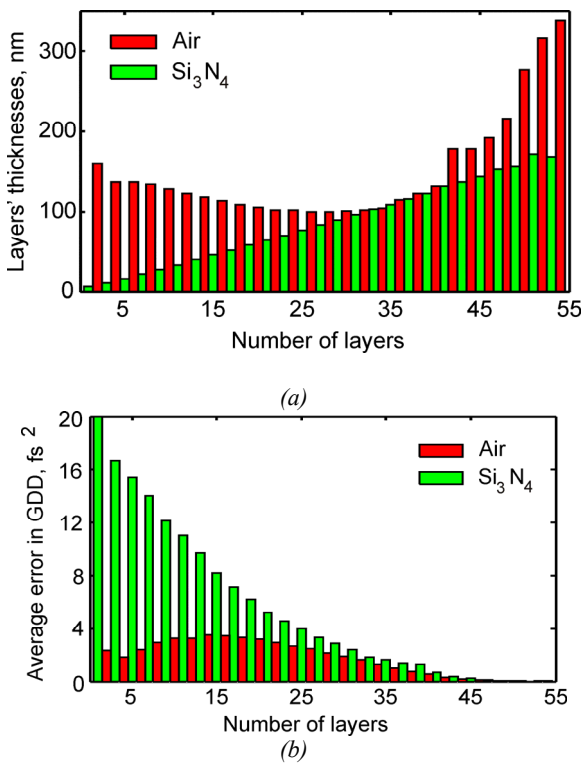 300
200
100
0
Layers' thicknesses, nm
Air
Si3N4
5 15 25 35 45 55
Number of layers
(a)
20
16
12
8
4
0
Average error in GDD, fs 2
Air
Si3N4
5 15 25 35 45 55
Number of layers
(b)